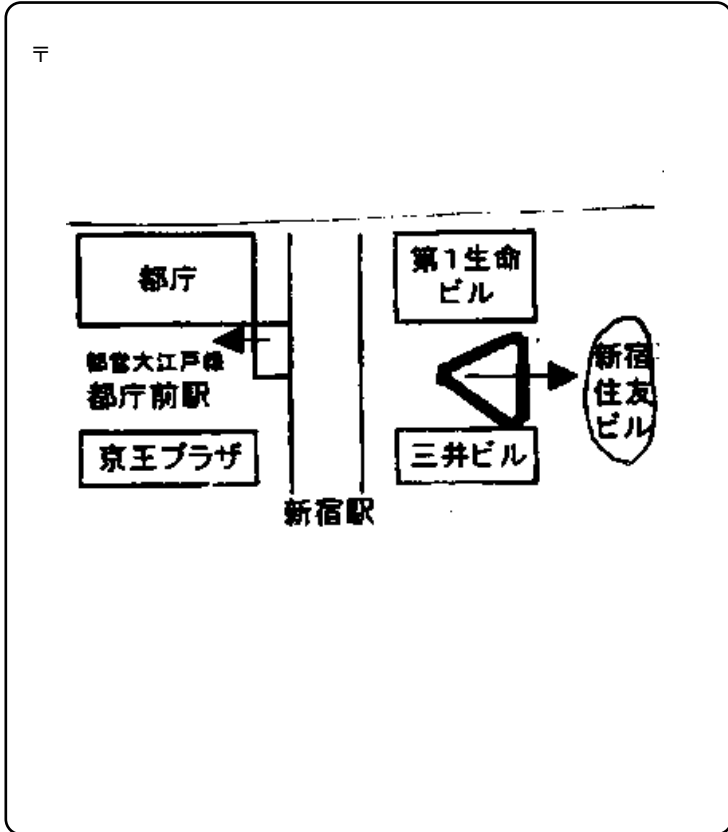 〒
都庁
第1生命
ビル
都営大江戸線
都庁前駅
新宿
住友
ビル
京王プラザ
三井ビル
新宿駅